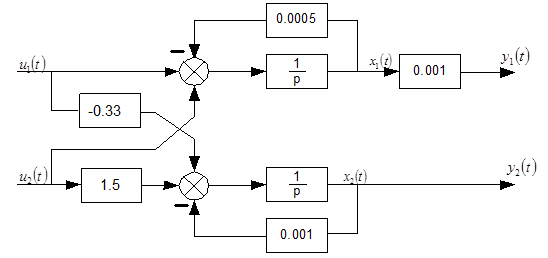 0.0005
u₁(t)
1
p
x₁(t)
0.001
y₁(t)
-0.33
u₂(t)
1.5
1
p
x₂(t)
y₂(t)
0.001